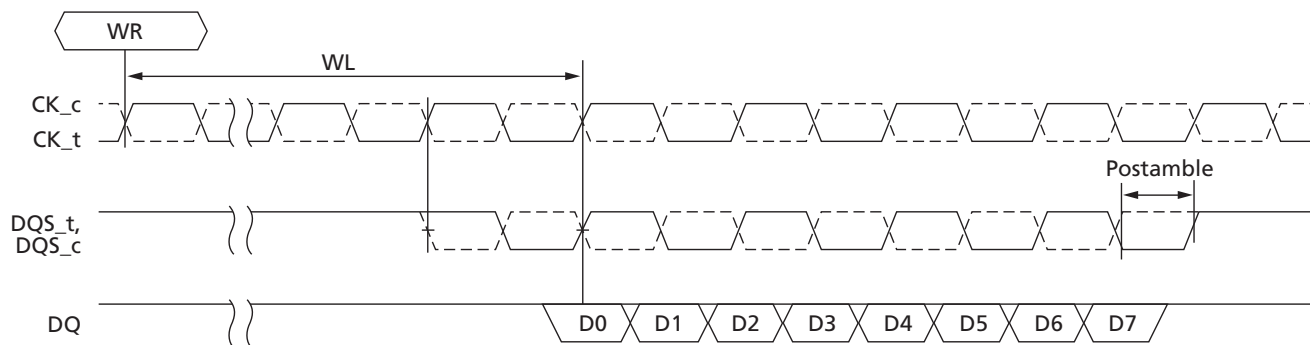 WR
WL
CK_c
CK_t
Postamble
DQS_t,
DQS_c
DQ D0 D1 D2 D3 D4 D5 D6 D7